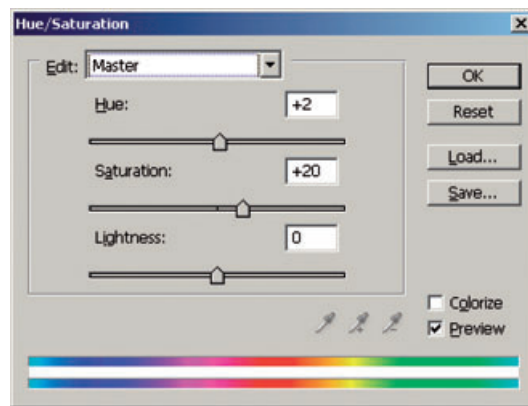 Hue/Saturation
Edit: Master
OK
Hue: +2
Reset
Saturation: +20
Load...
Save...
Lightness: 0
Colorize
Preview